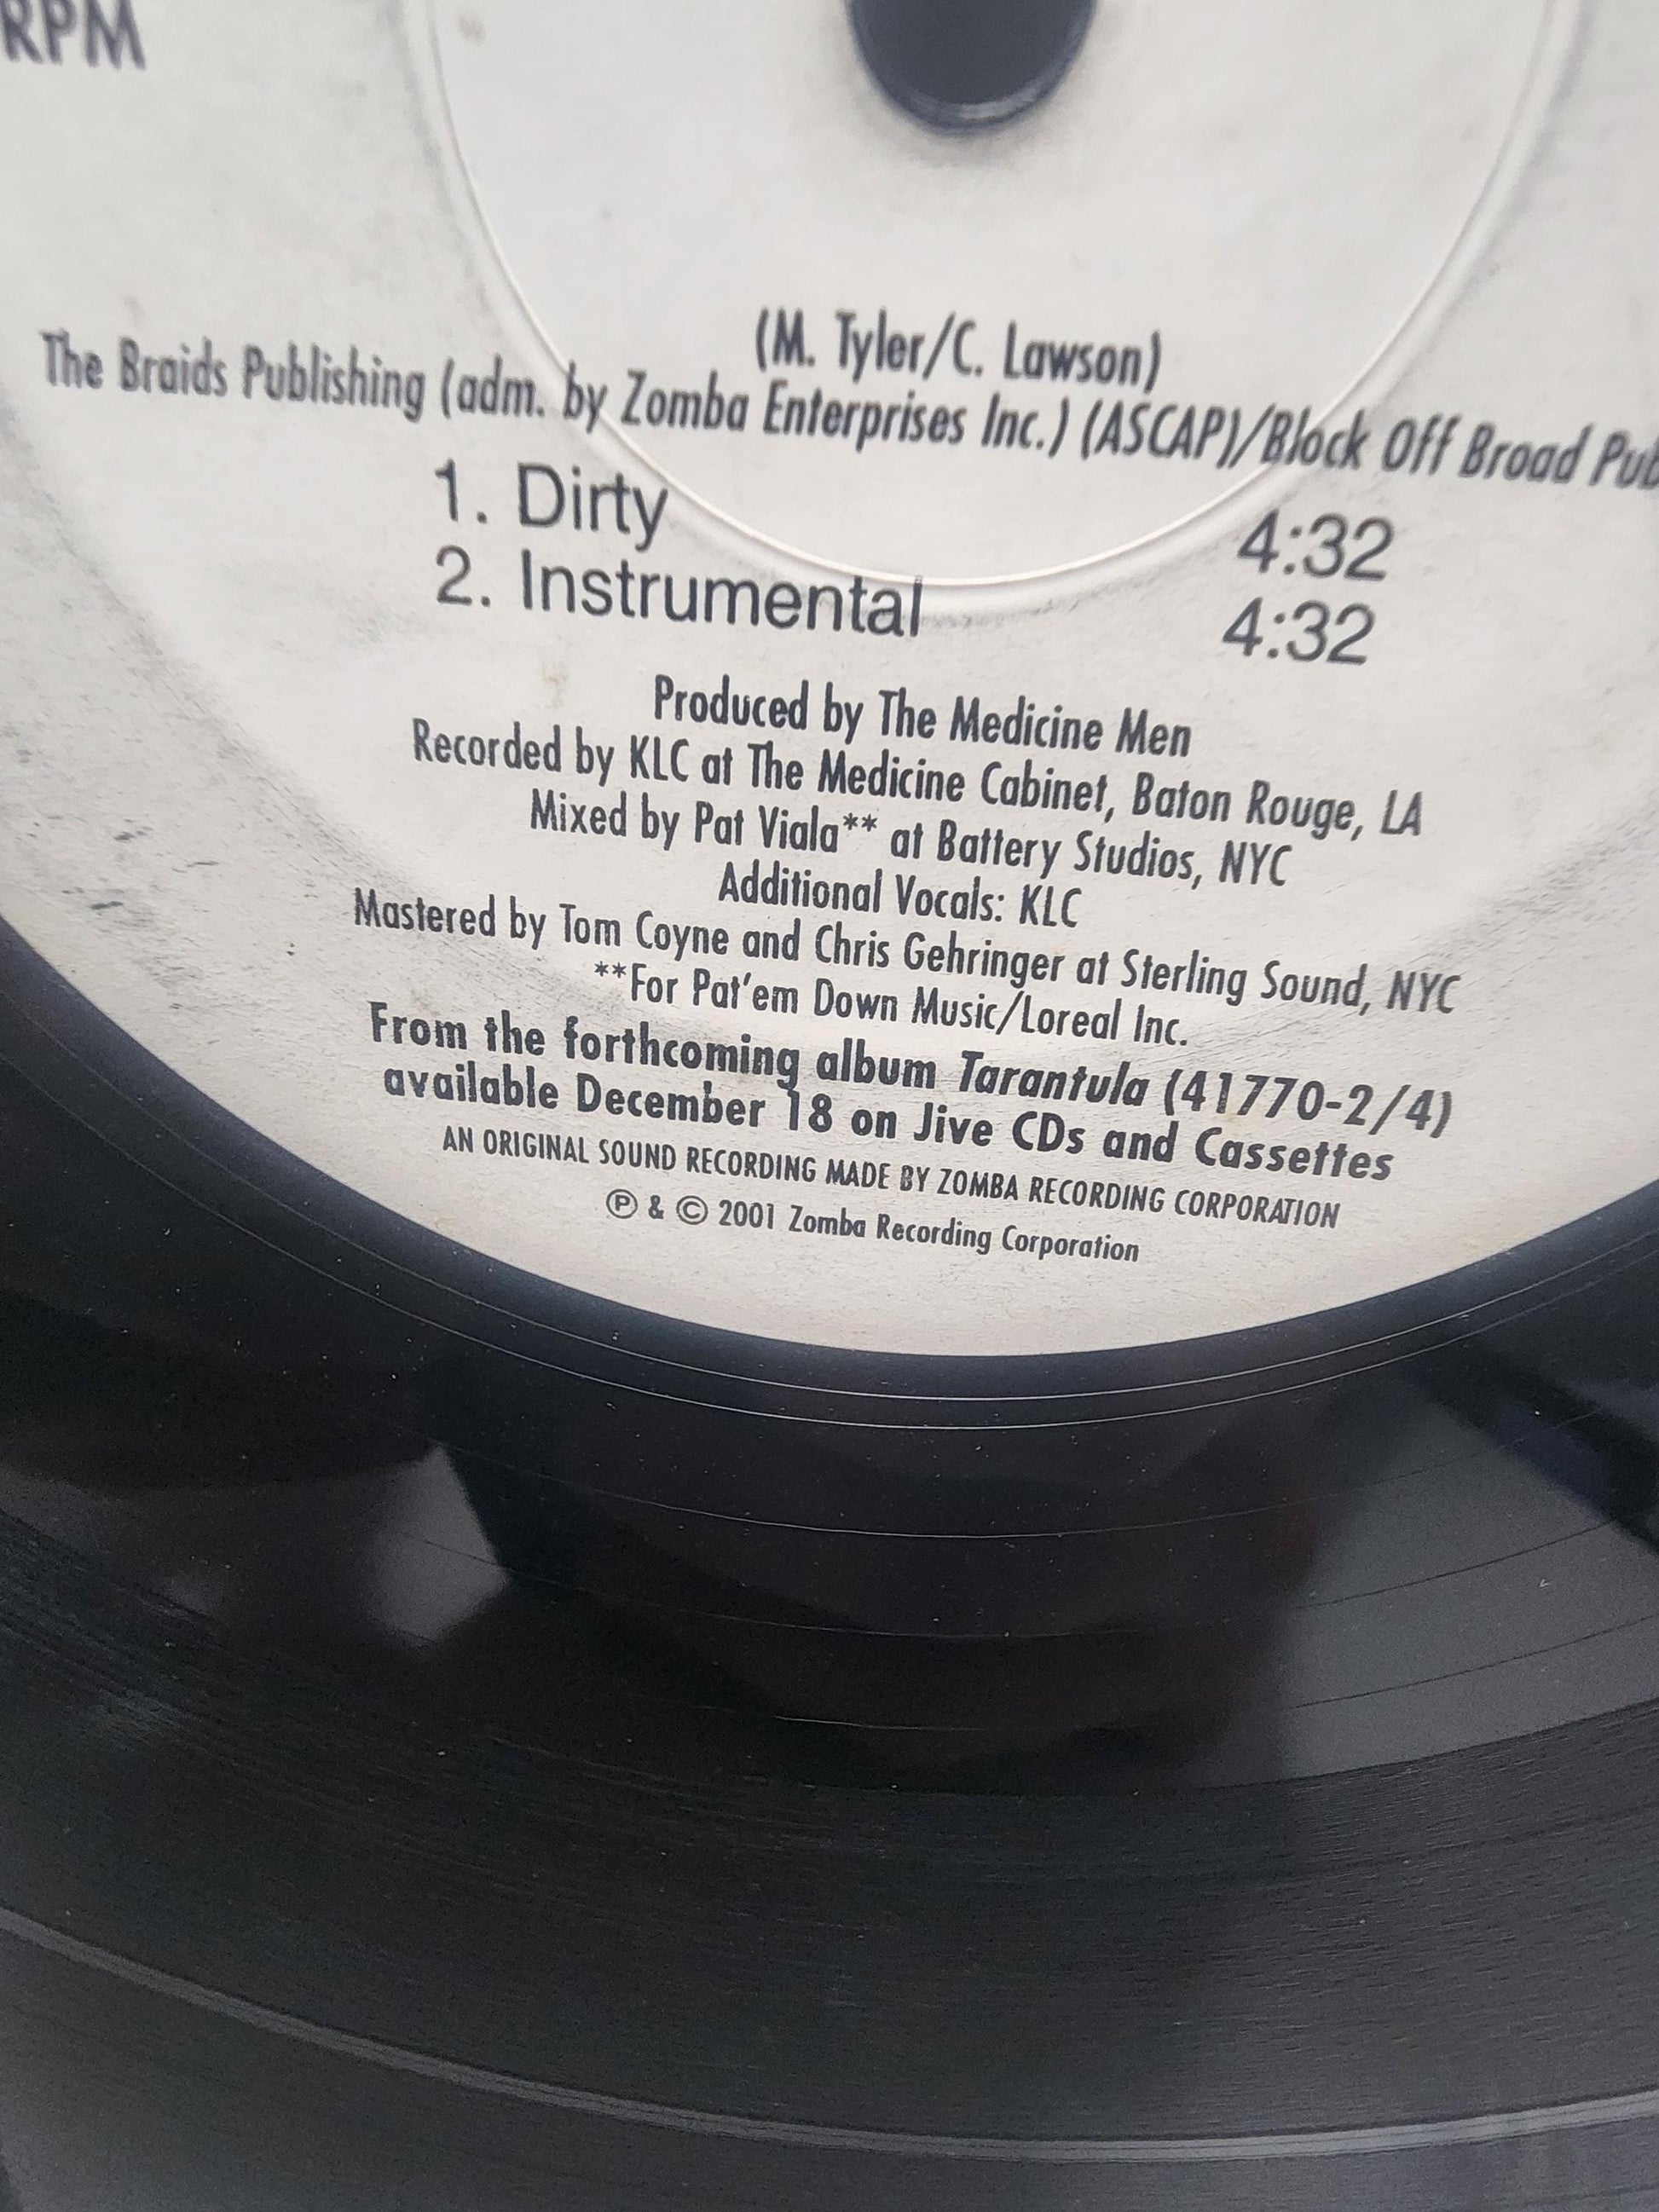 RPM
(M. Tyler/C. Lawson)
The Braids Publishing (adm. by Zomba Enterprises Inc.) (ASCAP)/Block Off Broad Pub
1. Dirty 4:32
2. Instrumental 4:32
Produced by The Medicine Men
Recorded by KLC at The Medicine Cabinet, Baton Rouge, LA
Mixed by Pat Viala** at Battery Studios, NYC
Additional Vocals: KLC
Mastered by Tom Coyne and Chris Gehringer at Sterling Sound, NYC
**For Pat'em Down Music/Loreal Inc.
From the forthcoming album Tarantula (41770-2/4)
available December 18 on Jive CDs and Cassettes
AN ORIGINAL SOUND RECORDING MADE BY ZOMBA RECORDING CORPORATION
℗ & © 2001 Zomba Recording Corporation